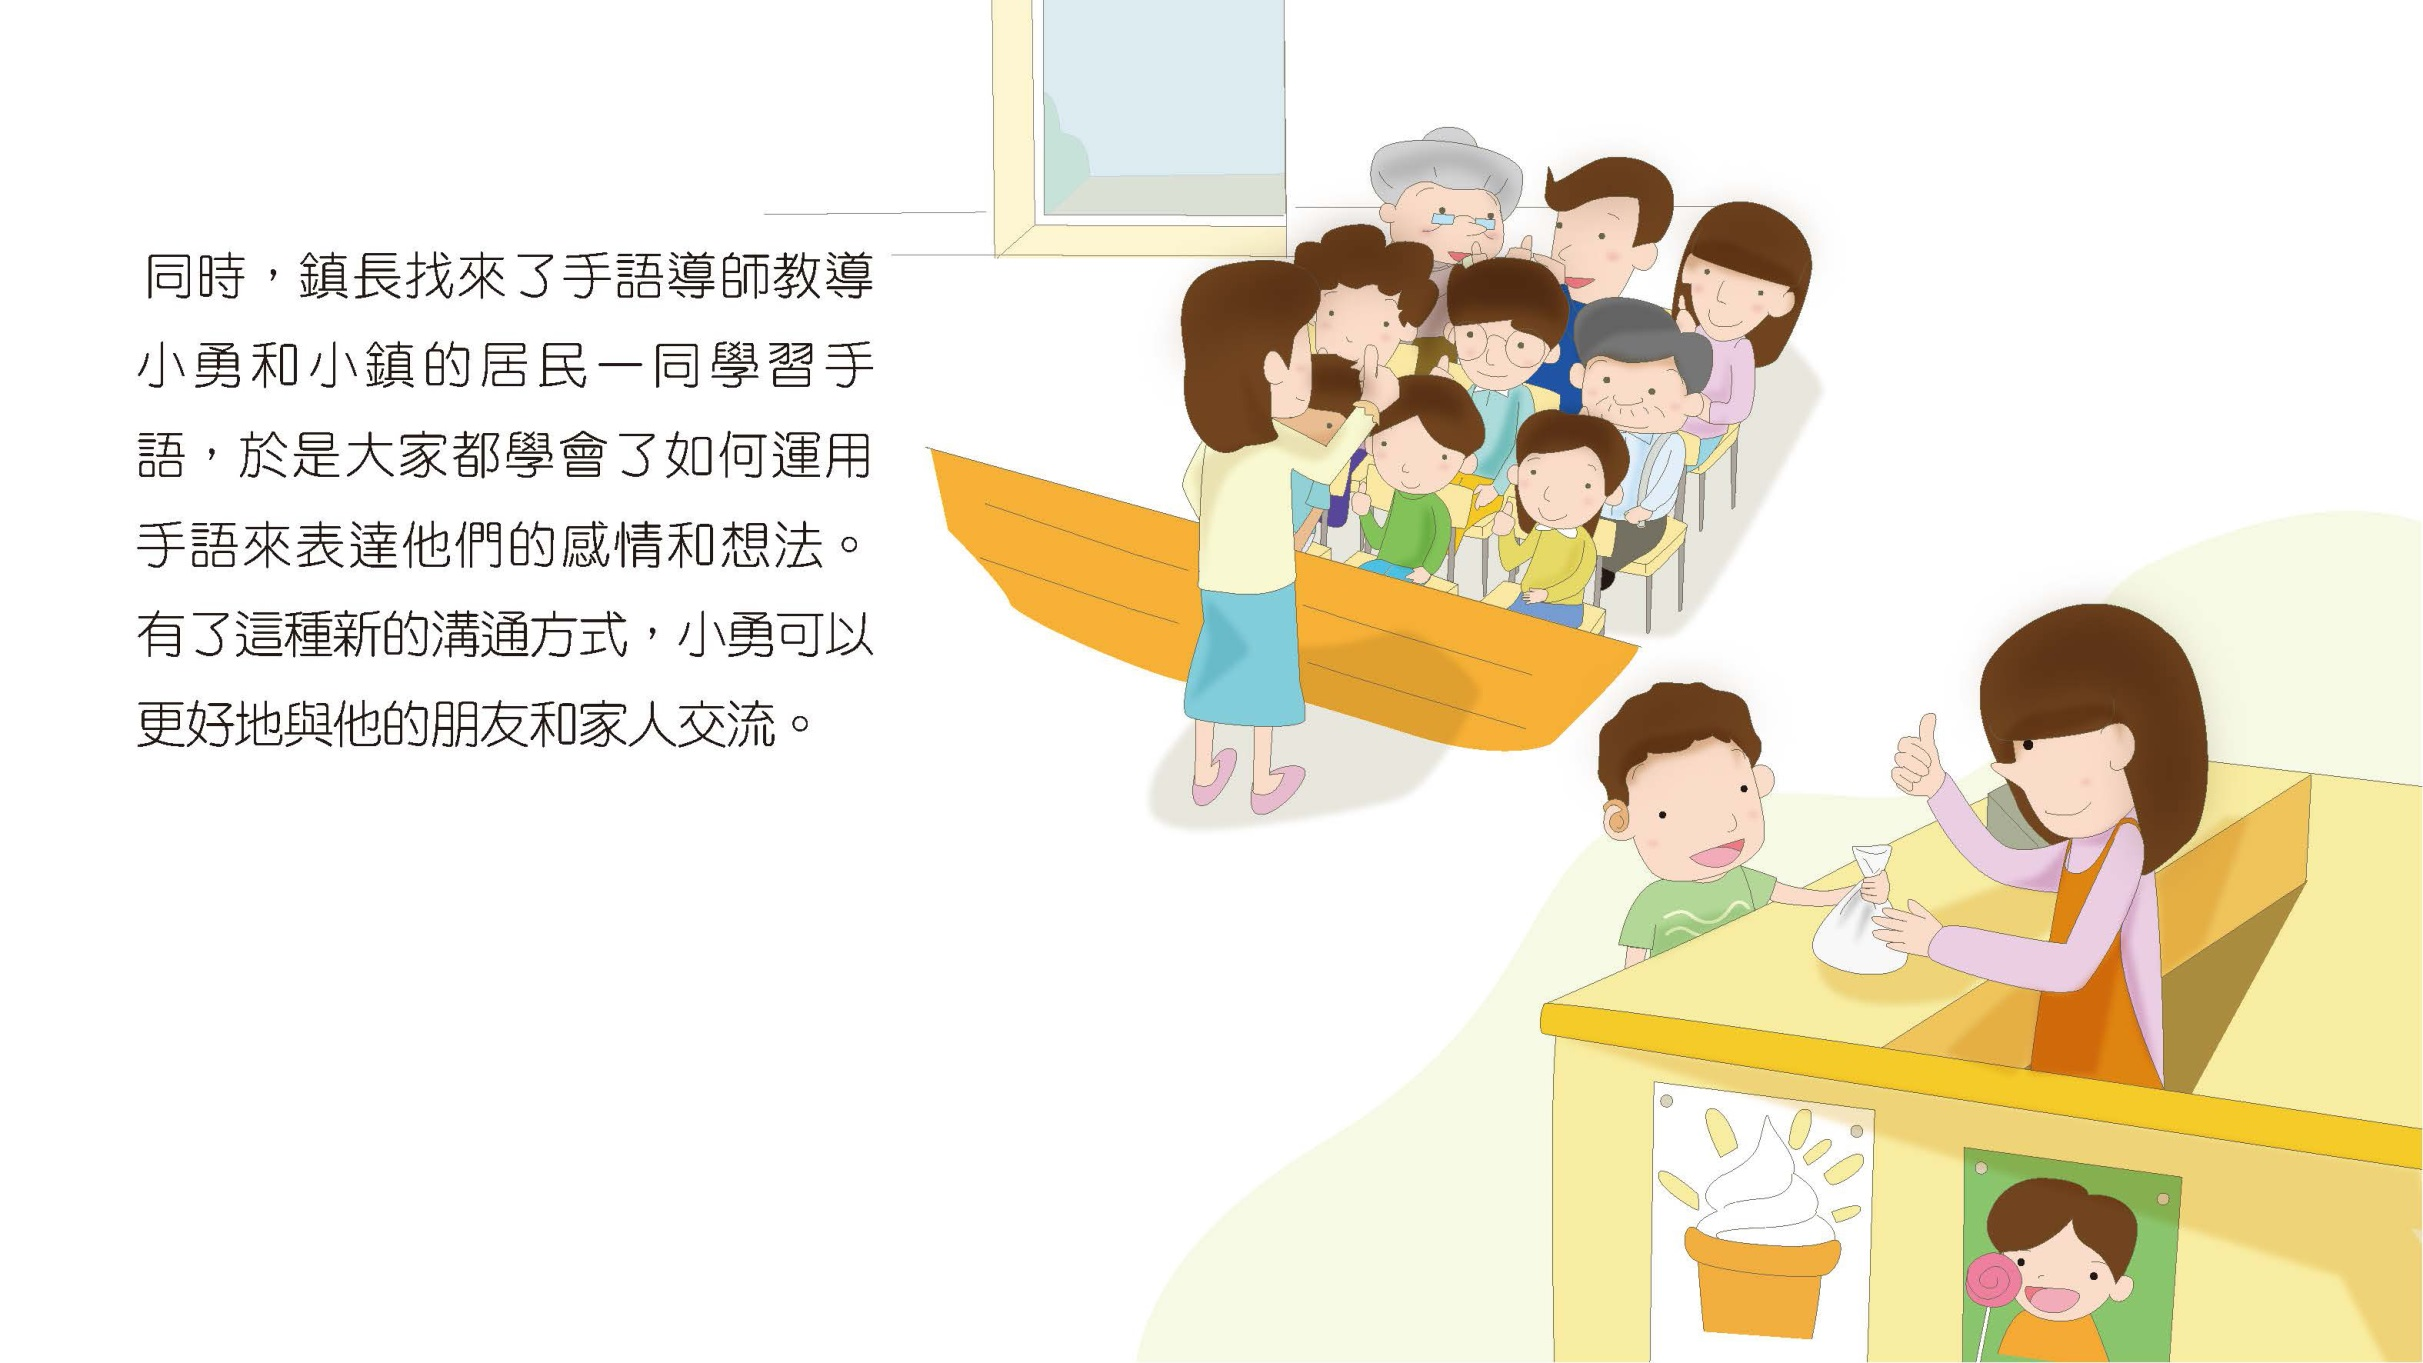 同時，鎮長找來了手語導師教導
小勇和小鎮的居民一同學習手
語，於是大家都學會了如何運用
手語來表達他們的感情和想法。
有了這種新的溝通方式，小勇可以
更好地與他的朋友和家人交流。